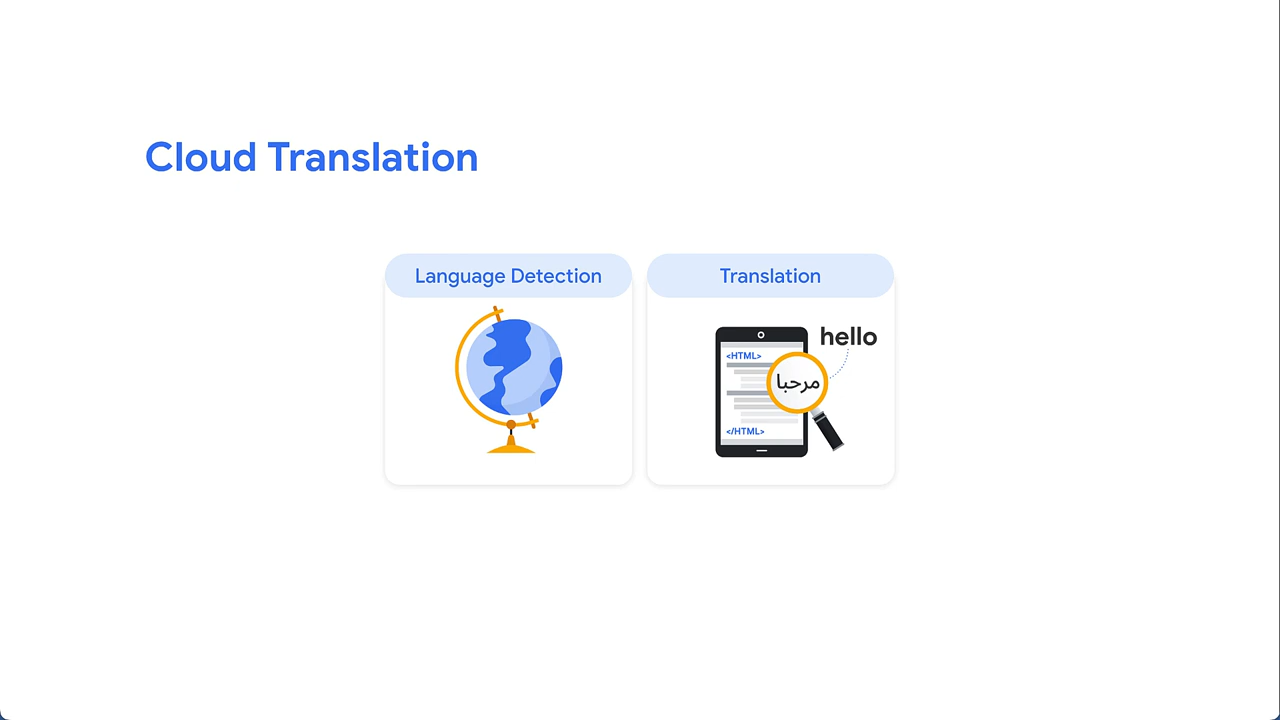 Cloud Translation
Language Detection
Translation
hello
<HTML>
مرحبا
</HTML>